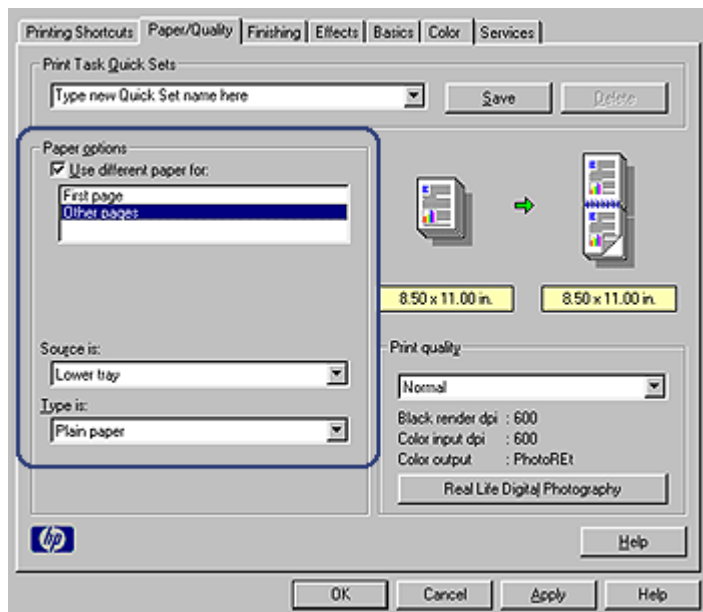 Printing Shortcuts Paper/Quality Finishing Effects Basics Color Services
Print Task Quick Sets
Type new Quick Set name here Save Delete
Paper options
Use different paper for:
First page
Other pages
8.50 x 11.00 in. 8.50 x 11.00 in.
Source is:
Lower tray
Type is:
Plain paper
Print quality
Normal
Black render dpi : 600
Color input dpi : 600
Color output : PhotoREt
Real Life Digital Photography
hp
Help
OK Cancel Apply Help